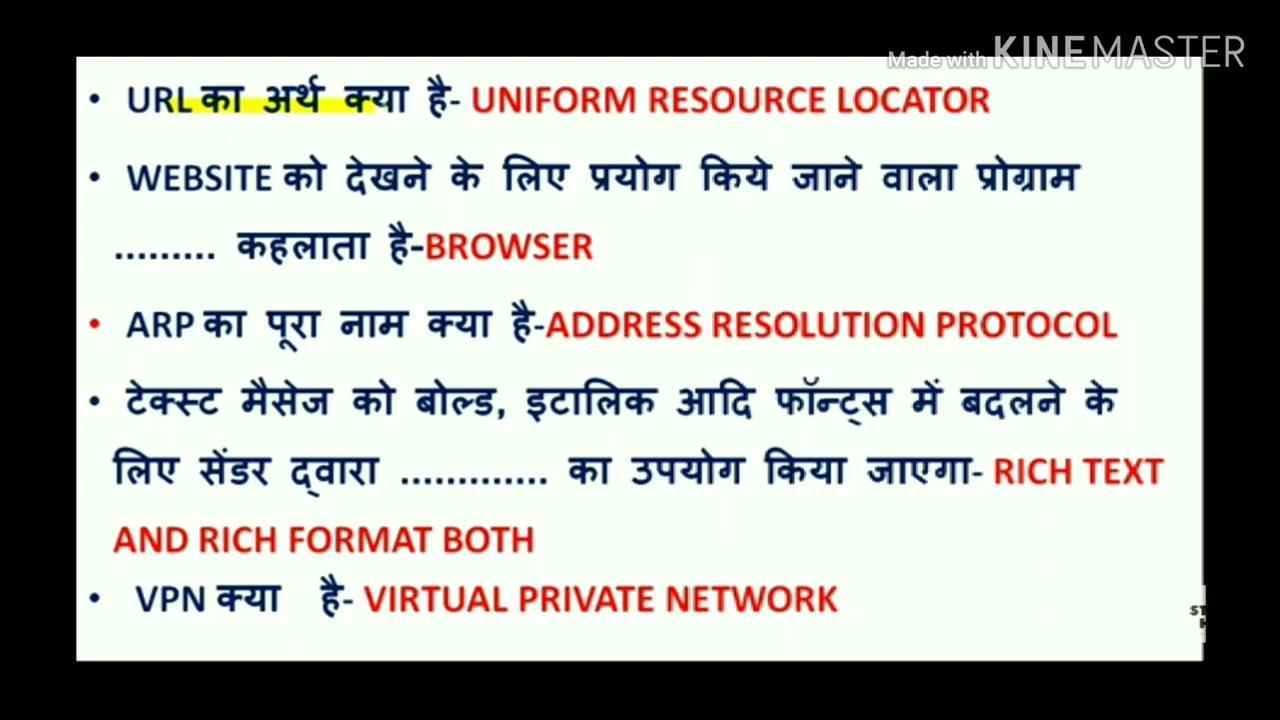 Made with KINEMASTER
• URL का अर्थ क्या है- UNIFORM RESOURCE LOCATOR
• WEBSITE को देखने के लिए प्रयोग किये जाने वाला प्रोग्राम
......... कहलाता है-BROWSER
• ARP का पूरा नाम क्या है-ADDRESS RESOLUTION PROTOCOL
• टेक्स्ट मैसेज को बोल्ड, इटालिक आदि फॉन्ट्स में बदलने के
लिए सेंडर द्वारा ............. का उपयोग किया जाएगा- RICH TEXT
AND RICH FORMAT BOTH
• VPN क्या है- VIRTUAL PRIVATE NETWORK